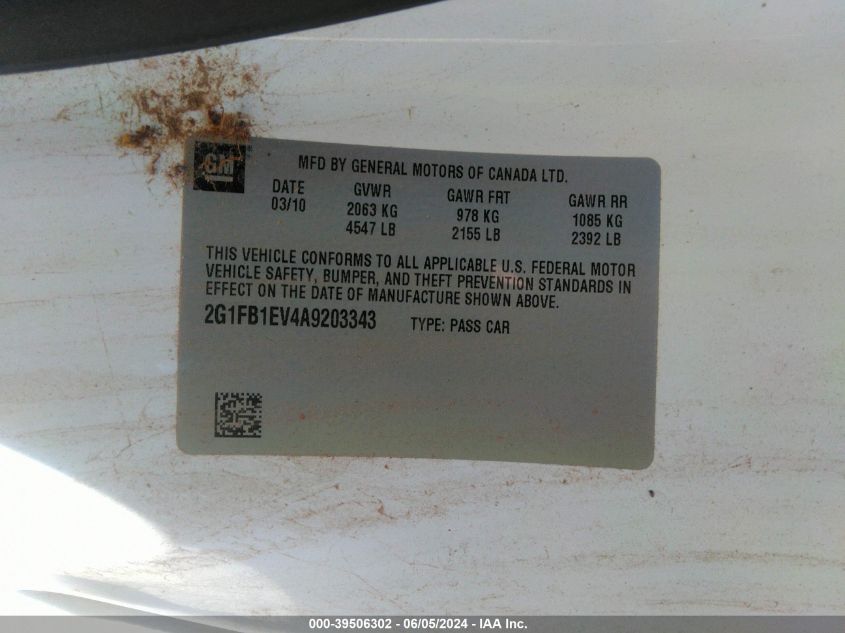 GM
MFD BY GENERAL MOTORS OF CANADA LTD.
DATE GVWR GAWR FRT GAWR RR
03/10 2063 KG 978 KG 1085 KG
4547 LB 2155 LB 2392 LB
THIS VEHICLE CONFORMS TO ALL APPLICABLE U.S. FEDERAL MOTOR
VEHICLE SAFETY, BUMPER, AND THEFT PREVENTION STANDARDS IN
EFFECT ON THE DATE OF MANUFACTURE SHOWN ABOVE.
2G1FB1EV4A9203343 TYPE: PASS CAR
000-39506302 - 06/05/2024 - IAA Inc.